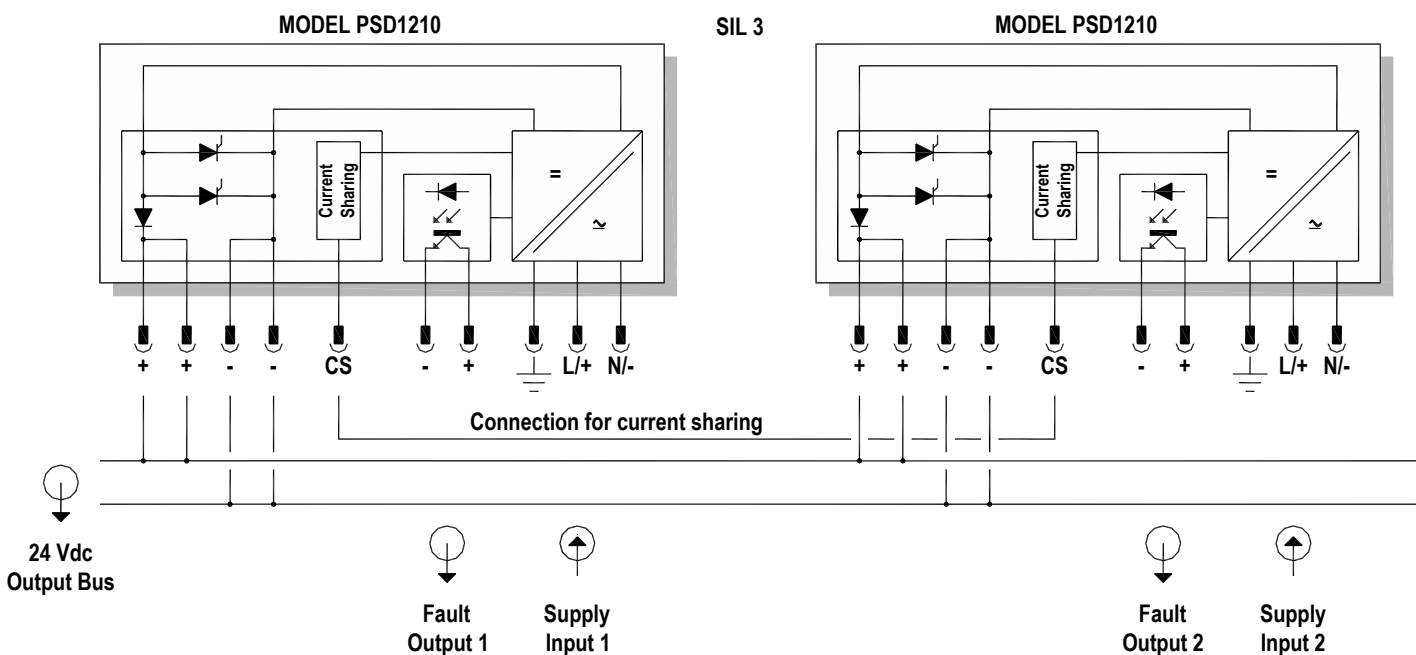 MODEL PSD1210
SIL 3
MODEL PSD1210
Current
Sharing
=
~
Current
Sharing
=
~
+ + - - CS - + L/+ N/-
+ + - - CS - + L/+ N/-
Connection for current sharing
24 Vdc
Output Bus
Fault
Output 1
Supply
Input 1
Fault
Output 2
Supply
Input 2